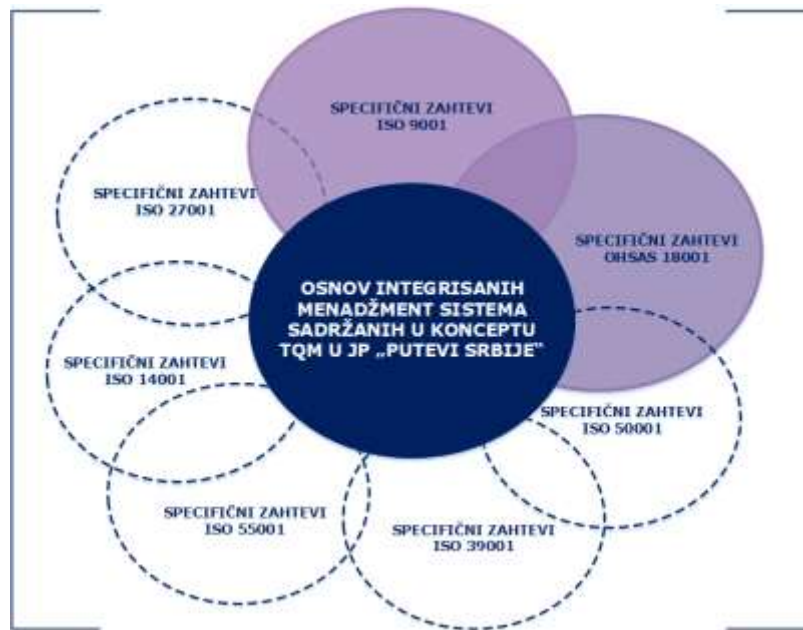 SPECIFIČNI ZAHTEVI
ISO 9001
SPECIFIČNI ZAHTEVI
ISO 27001
SPECIFIČNI ZAHTEVI
OHSAS 18001
OSNOV INTEGRISANIH
MENADŽMENT SISTEMA
SADRŽANIH U KONCEPTU
TQM U JP „PUTEVI SRBIJE“
SPECIFIČNI ZAHTEVI
ISO 14001
SPECIFIČNI ZAHTEVI
ISO 50001
SPECIFIČNI ZAHTEVI
ISO 55001
SPECIFIČNI ZAHTEVI
ISO 39001